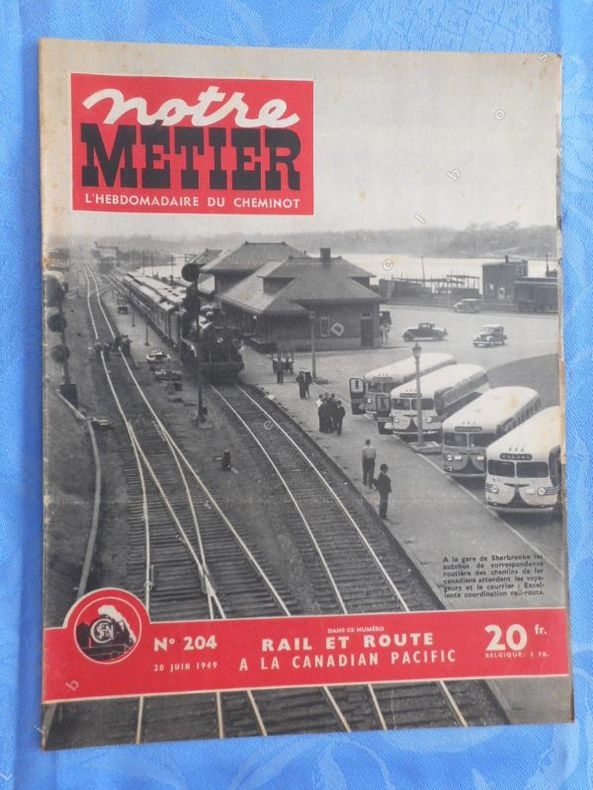 notre
MÉTIER
L'HEBDOMADAIRE DU CHEMINOT
A la gare de Sherbrooke les
autobus de correspondance
routière des chemins de fer
canadiens attendent les voya-
geurs et le courrier : Excel-
lente coordination rail-route.
SNCF
N° 204
20 JUIN 1949
DANS CE NUMÉRO
RAIL ET ROUTE
A LA CANADIAN PACIFIC
20 fr.
BELGIQUE: 5 FB.